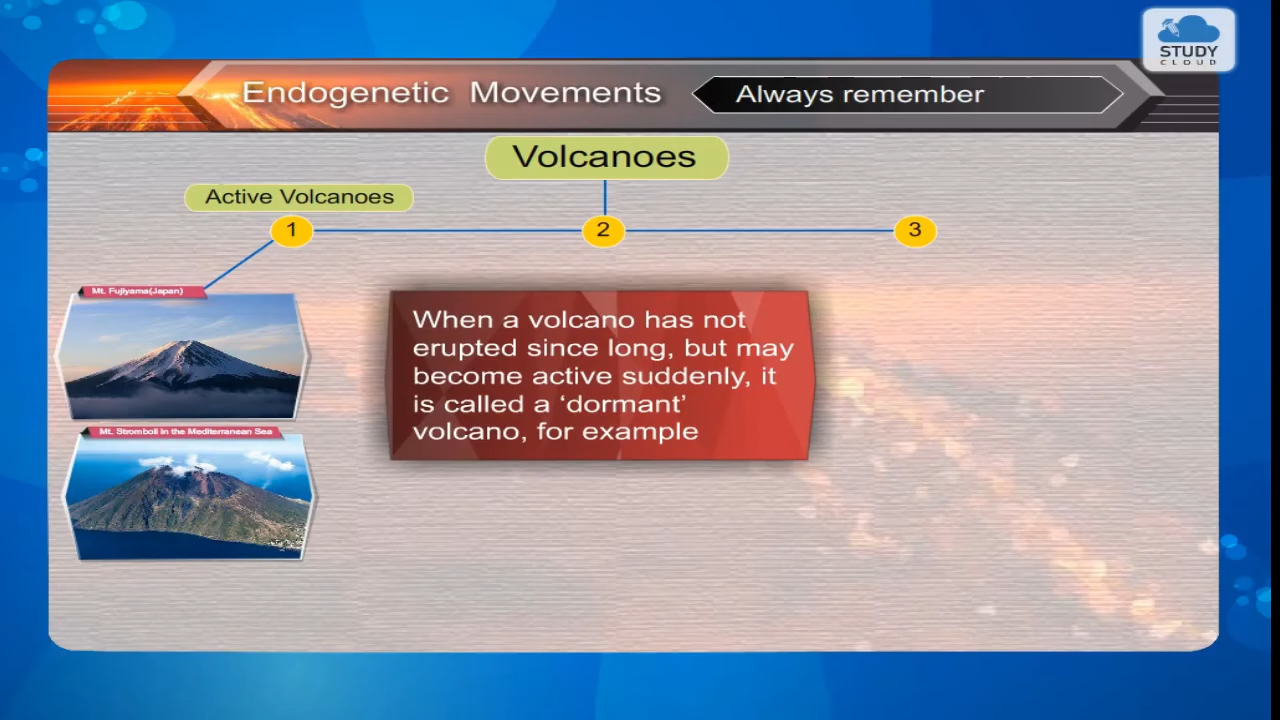 STUDY
CLOUD
Endogenetic Movements
Always remember
Volcanoes
Active Volcanoes
1
2
3
Mt. Fujiyama(Japan)
When a volcano has not
erupted since long, but may
become active suddenly, it
is called a ‘dormant’
volcano, for example
Mt. Stromboli in the Mediterranean Sea